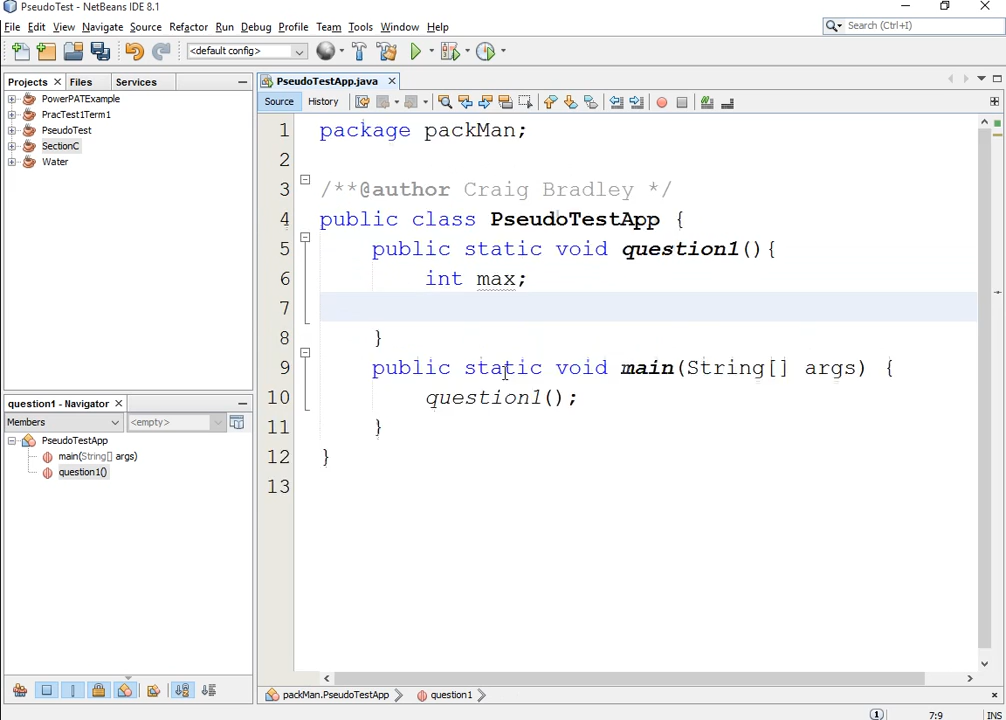 PseudoTest - NetBeans IDE 8.1
File Edit View Navigate Source Refactor Run Debug Profile Team Tools Window Help
Search (Ctrl+I)
<default config>
Projects Files Services
PowerPATExample
PracTest1Term1
PseudoTest
SectionC
Water
PseudoTestApp.java
Source History
1 package packMan;
2
3 /**@author Craig Bradley */
4 public class PseudoTestApp {
5 public static void question1(){
6 int max;
7
8 }
9 public static void main(String[] args) {
10 question1();
11 }
12 }
13
question1 - Navigator
Members <empty>
PseudoTestApp
main(String[] args)
question1()
packMan.PseudoTestApp question1
1 7:9 INS